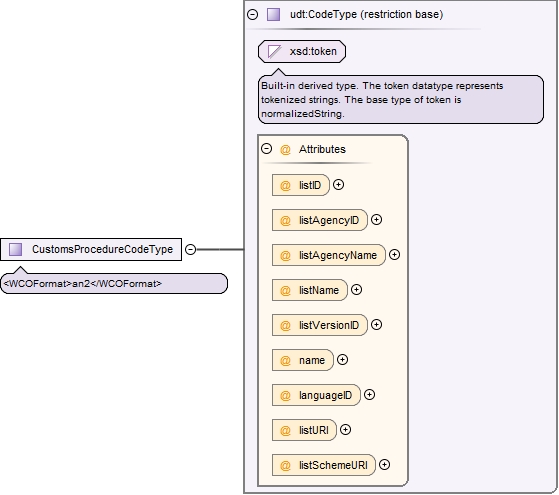 udt:CodeType (restriction base)
xsd:token
Built-in derived type. The token datatype represents
tokenized strings. The base type of token is
normalizedString.
@ Attributes
@ listID
@ listAgencyID
@ listAgencyName
@ listName
@ listVersionID
@ name
@ languageID
@ listURI
@ listSchemeURI
CustomsProcedureCodeType
<WCOFormat>an2</WCOFormat>